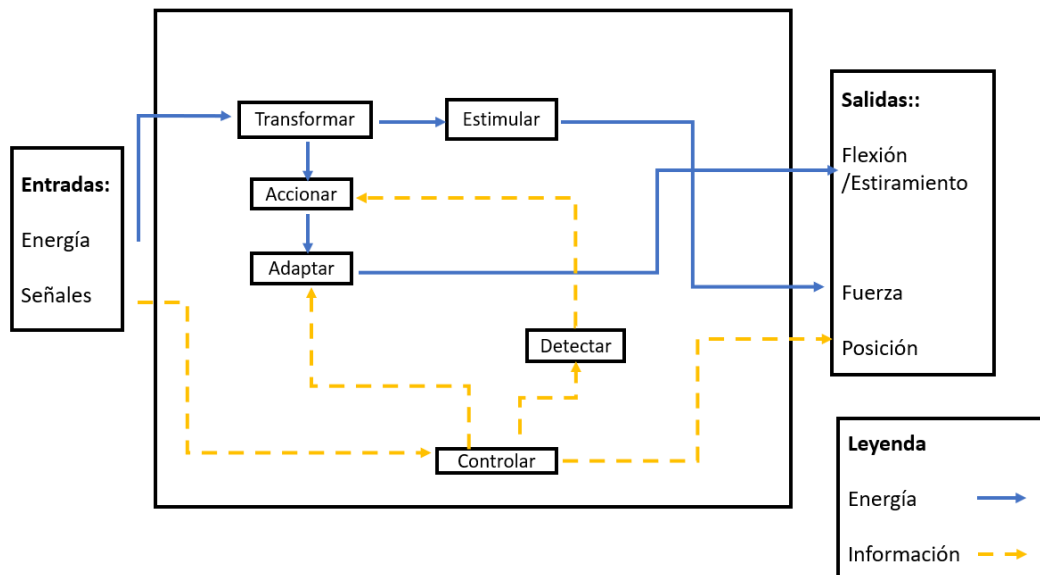 Entradas:
Energía
Señales
Transformar
Estimular
Accionar
Adaptar
Detectar
Controlar
Salidas::
Flexión
/Estiramiento
Fuerza
Posición
Leyenda
Energía
Información